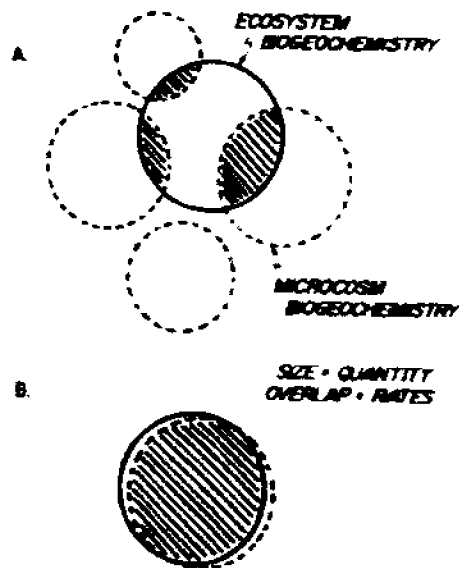 A.
ECOSYSTEM
BIOGEOCHEMISTRY
MICROCOSM
BIOGEOCHEMISTRY
B.
SIZE = QUANTITY
OVERLAP = RATES